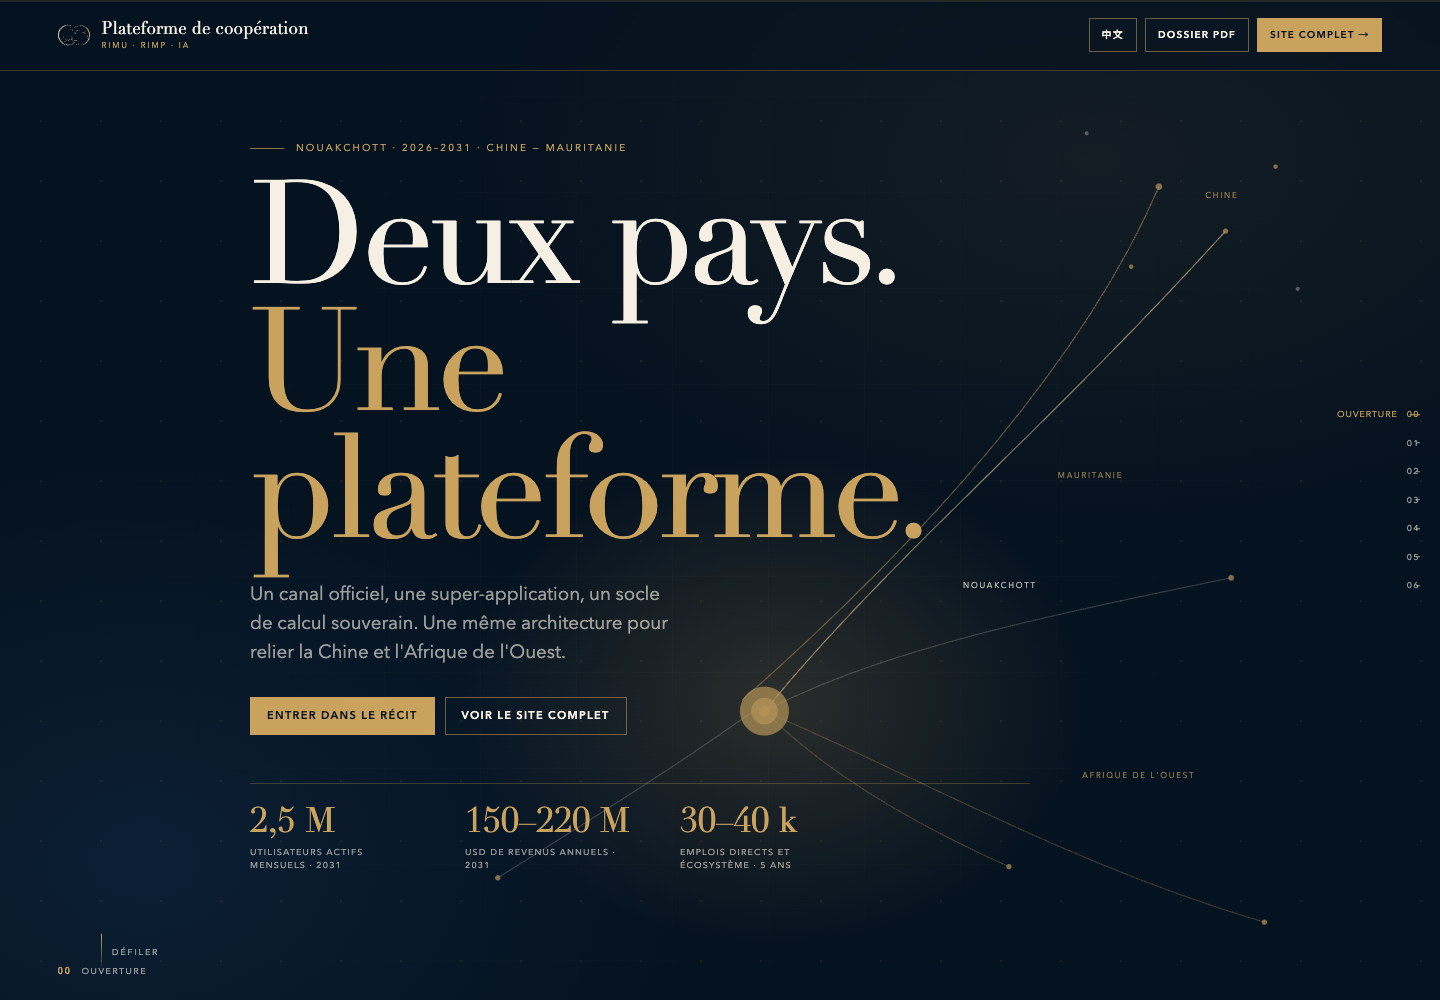 Plateforme de coopération
RIMU · RIMP · IA
中文
DOSSIER PDF
SITE COMPLET →
NOUAKCHOTT · 2026–2031 · CHINE — MAURITANIE
Deux pays.
Une
plateforme.
Un canal officiel, une super-application, un socle
de calcul souverain. Une même architecture pour
relier la Chine et l'Afrique de l'Ouest.
ENTRER DANS LE RÉCIT
VOIR LE SITE COMPLET
2,5 M
UTILISATEURS ACTIFS
MENSUELS · 2031
150–220 M
USD DE REVENUS ANNUELS ·
2031
30–40 k
EMPLOIS DIRECTS ET
ÉCOSYSTÈME · 5 ANS
CHINE
MAURITANIE
NOUAKCHOTT
AFRIQUE DE L'OUEST
OUVERTURE 00
01
02
03
04
05
06
DÉFILER
00 OUVERTURE